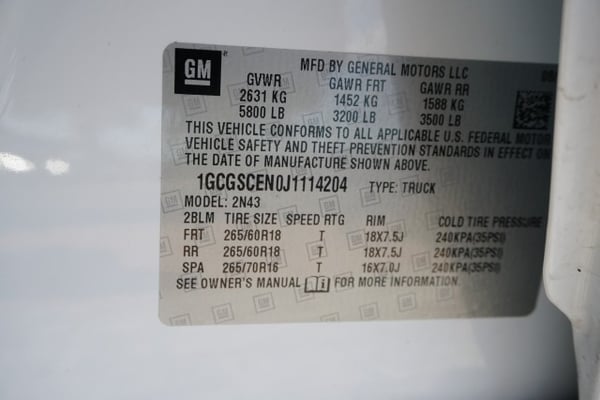 GM
MFD BY GENERAL MOTORS LLC
GVWR GAWR FRT GAWR RR
2631 KG 1452 KG 1588 KG
5800 LB 3200 LB 3500 LB
THIS VEHICLE CONFORMS TO ALL APPLICABLE U.S. FEDERAL MOTOR
VEHICLE SAFETY AND THEFT PREVENTION STANDARDS IN EFFECT ON
THE DATE OF MANUFACTURE SHOWN ABOVE.
1GCGSCEN0J1114204 TYPE: TRUCK
MODEL: 2N43
2BLM TIRE SIZE SPEED RTG RIM COLD TIRE PRESSURE
FRT 265/60R18 T 18X7.5J 240KPA(35PSI)
RR 265/60R18 T 18X7.5J 240KPA(35PSI)
SPA 265/70R16 T 16X7.0J 240KPA(35PSI)
SEE OWNER'S MANUAL FOR MORE INFORMATION.